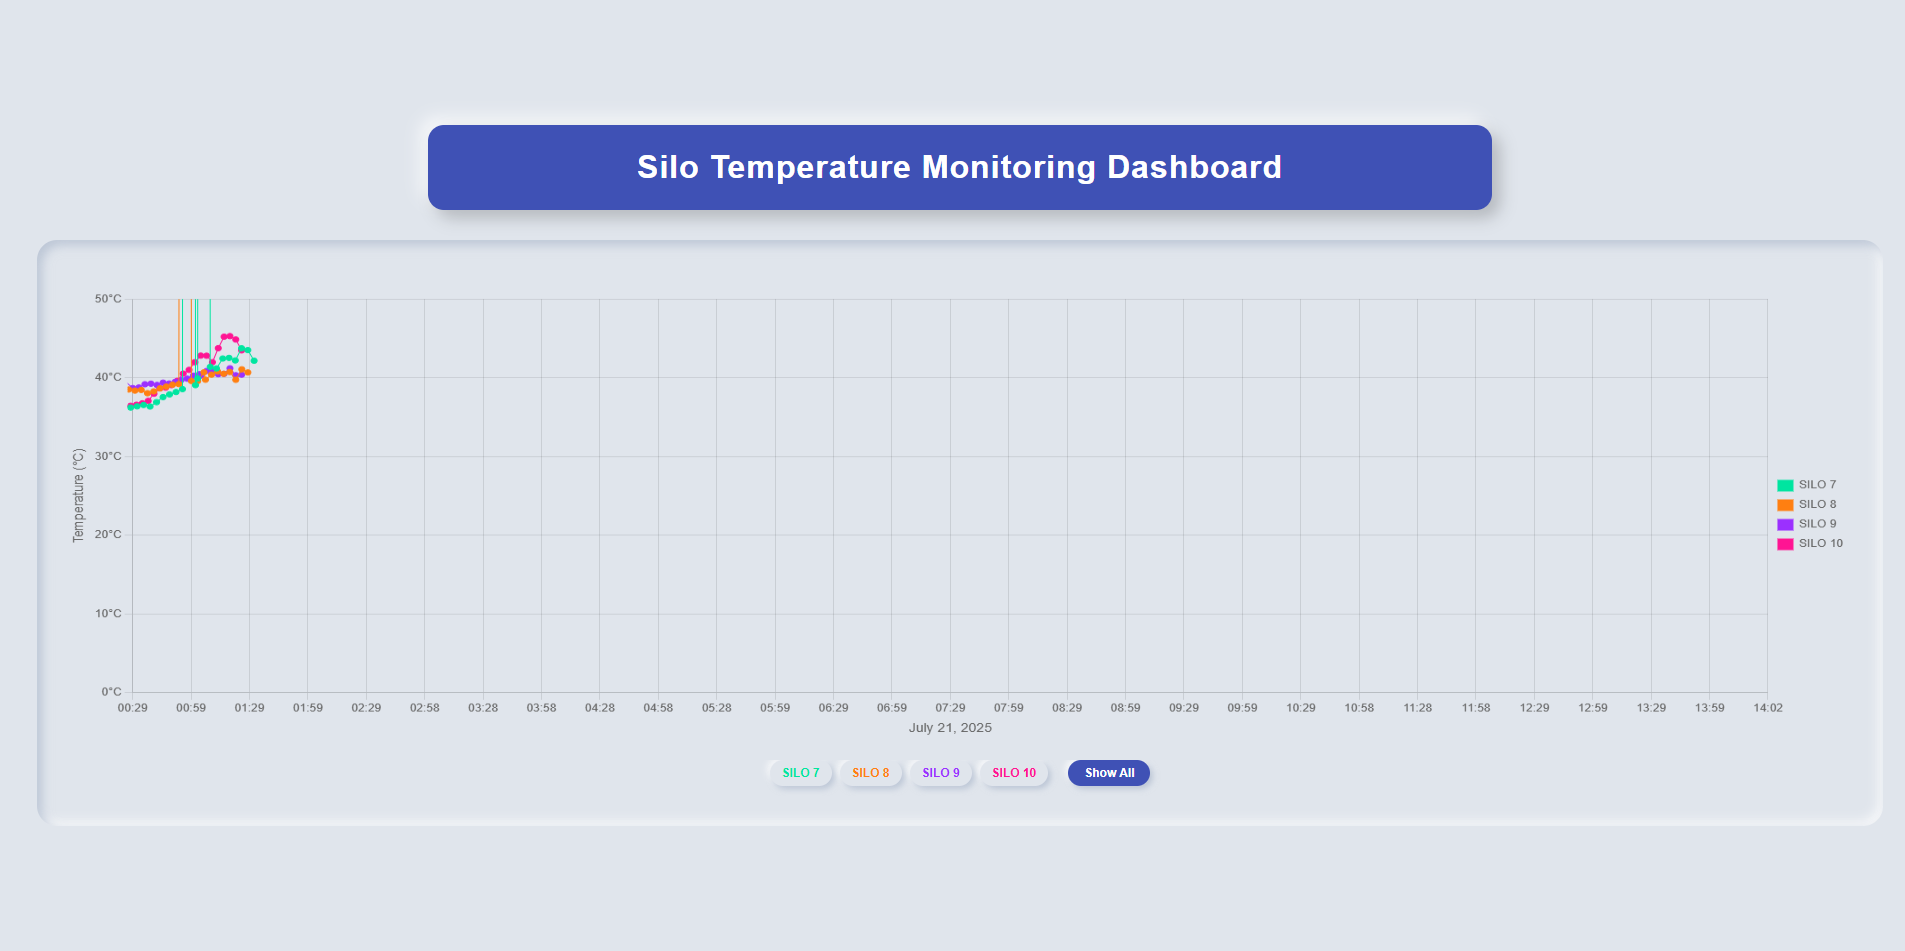 Silo Temperature Monitoring Dashboard
50°C
40°C
30°C
20°C
10°C
0°C
Temperature (°C)
00:29 00:59 01:29 01:59 02:29 02:58 03:28 03:58 04:28 04:58 05:28 05:59 06:29 06:59 07:29 07:59 08:29 08:59 09:29 09:59 10:29 10:58 11:28 11:58 12:29 12:59 13:29 13:59 14:02
July 21, 2025
SILO 7
SILO 8
SILO 9
SILO 10
SILO 7 SILO 8 SILO 9 SILO 10 Show All